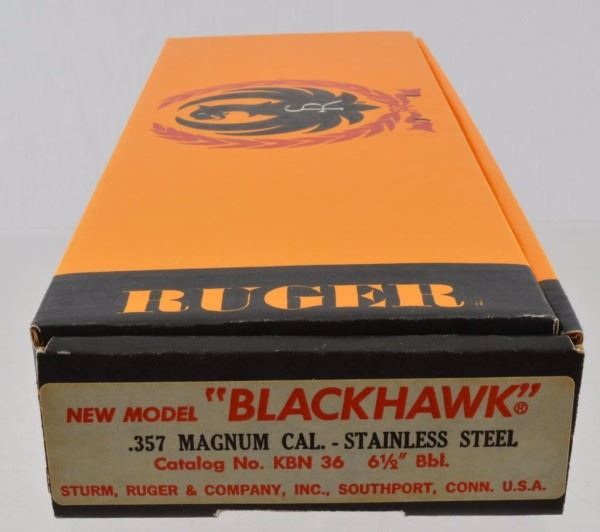 RUGER
NEW MODEL "BLACKHAWK"®
.357 MAGNUM CAL. - STAINLESS STEEL
Catalog No. KBN 36 6½" Bbl.
STURM, RUGER & COMPANY, INC., SOUTHPORT, CONN. U.S.A.